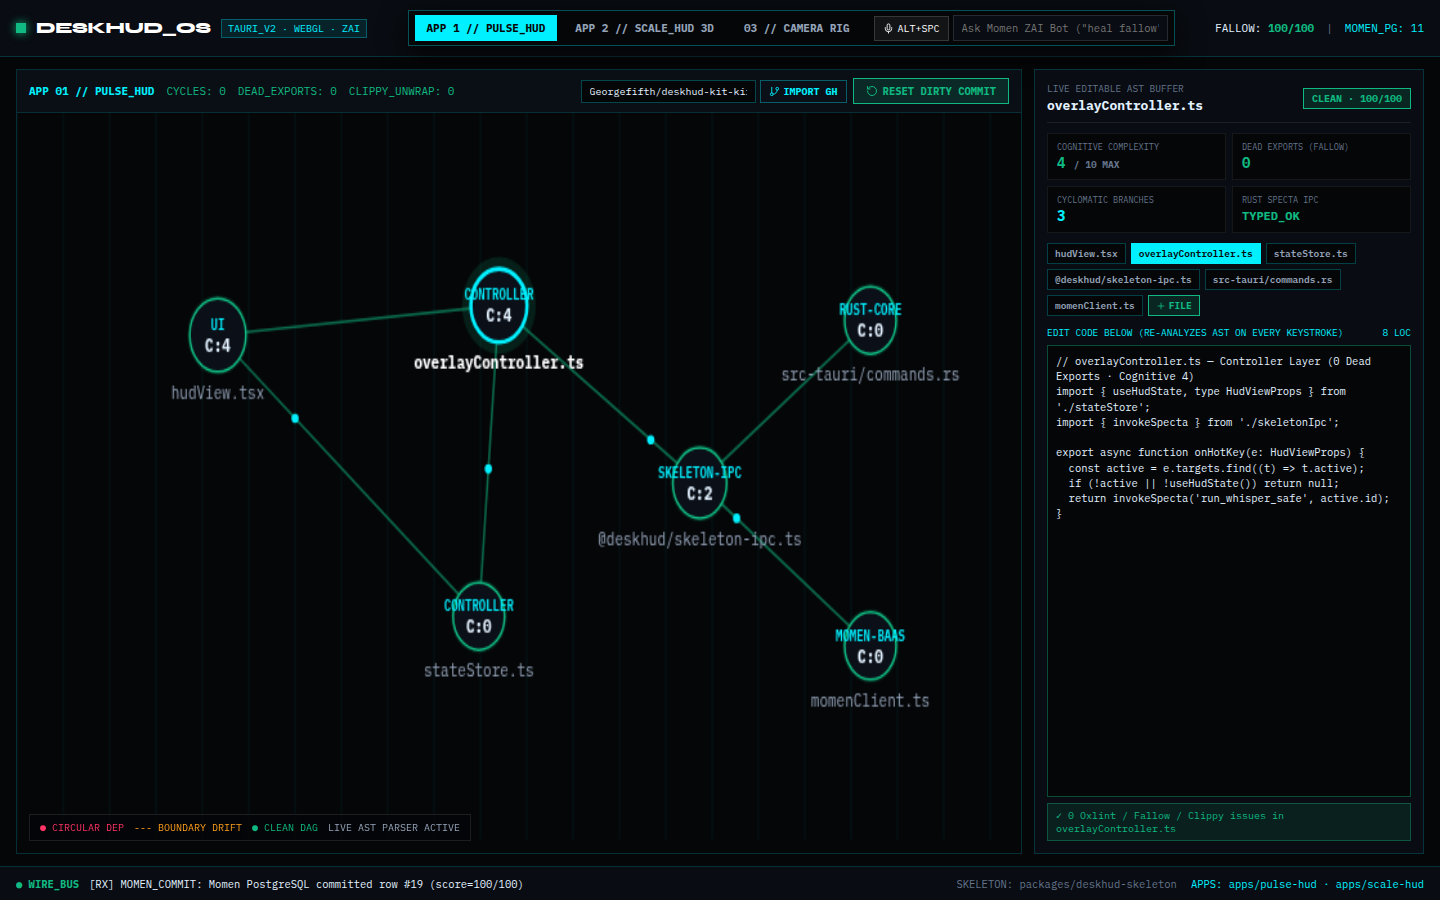 DESKHUD_OS
TAURI_V2 · WEBGL · ZAI
APP 1 // PULSE_HUD
APP 2 // SCALE_HUD 3D
03 // CAMERA RIG
ALT+SPC
Ask Momen ZAI Bot ("heal fallow"
FALLOW: 100/100 | MOMEN_PG: 11
APP 01 // PULSE_HUD CYCLES: 0 DEAD_EXPORTS: 0 CLIPPY_UNWRAP: 0
Georgefifth/deskhud-kit-ki
IMPORT GH
RESET DIRTY COMMIT
UI
C:4
hudView.tsx
CONTROLLER
C:4
overlayController.ts
RUST-CORE
C:0
src-tauri/commands.rs
SKELETON-IPC
C:2
@deskhud/skeleton-ipc.ts
CONTROLLER
C:0
stateStore.ts
MOMEN-BAAS
C:0
momenClient.ts
CIRCULAR DEP --- BOUNDARY DRIFT CLEAN DAG LIVE AST PARSER ACTIVE
LIVE EDITABLE AST BUFFER
overlayController.ts
CLEAN · 100/100
COGNITIVE COMPLEXITY
4 / 10 MAX
DEAD EXPORTS (FALLOW)
0
CYCLOMATIC BRANCHES
3
RUST SPECTA IPC
TYPED_OK
hudView.tsx
overlayController.ts
stateStore.ts
@deskhud/skeleton-ipc.ts
src-tauri/commands.rs
momenClient.ts
+ FILE
EDIT CODE BELOW (RE-ANALYZES AST ON EVERY KEYSTROKE) 8 LOC
// overlayController.ts — Controller Layer (0 Dead
Exports · Cognitive 4)
import { useHudState, type HudViewProps } from
'./stateStore';
import { invokeSpecta } from './skeletonIpc';
export async function onHotKey(e: HudViewProps) {
const active = e.targets.find((t) => t.active);
if (!active || !useHudState()) return null;
return invokeSpecta('run_whisper_safe', active.id);
}
✓ 0 Oxlint / Fallow / Clippy issues in
overlayController.ts
WIRE_BUS [RX] MOMEN_COMMIT: Momen PostgreSQL committed row #19 (score=100/100)
SKELETON: packages/deskhud-skeleton APPS: apps/pulse-hud · apps/scale-hud